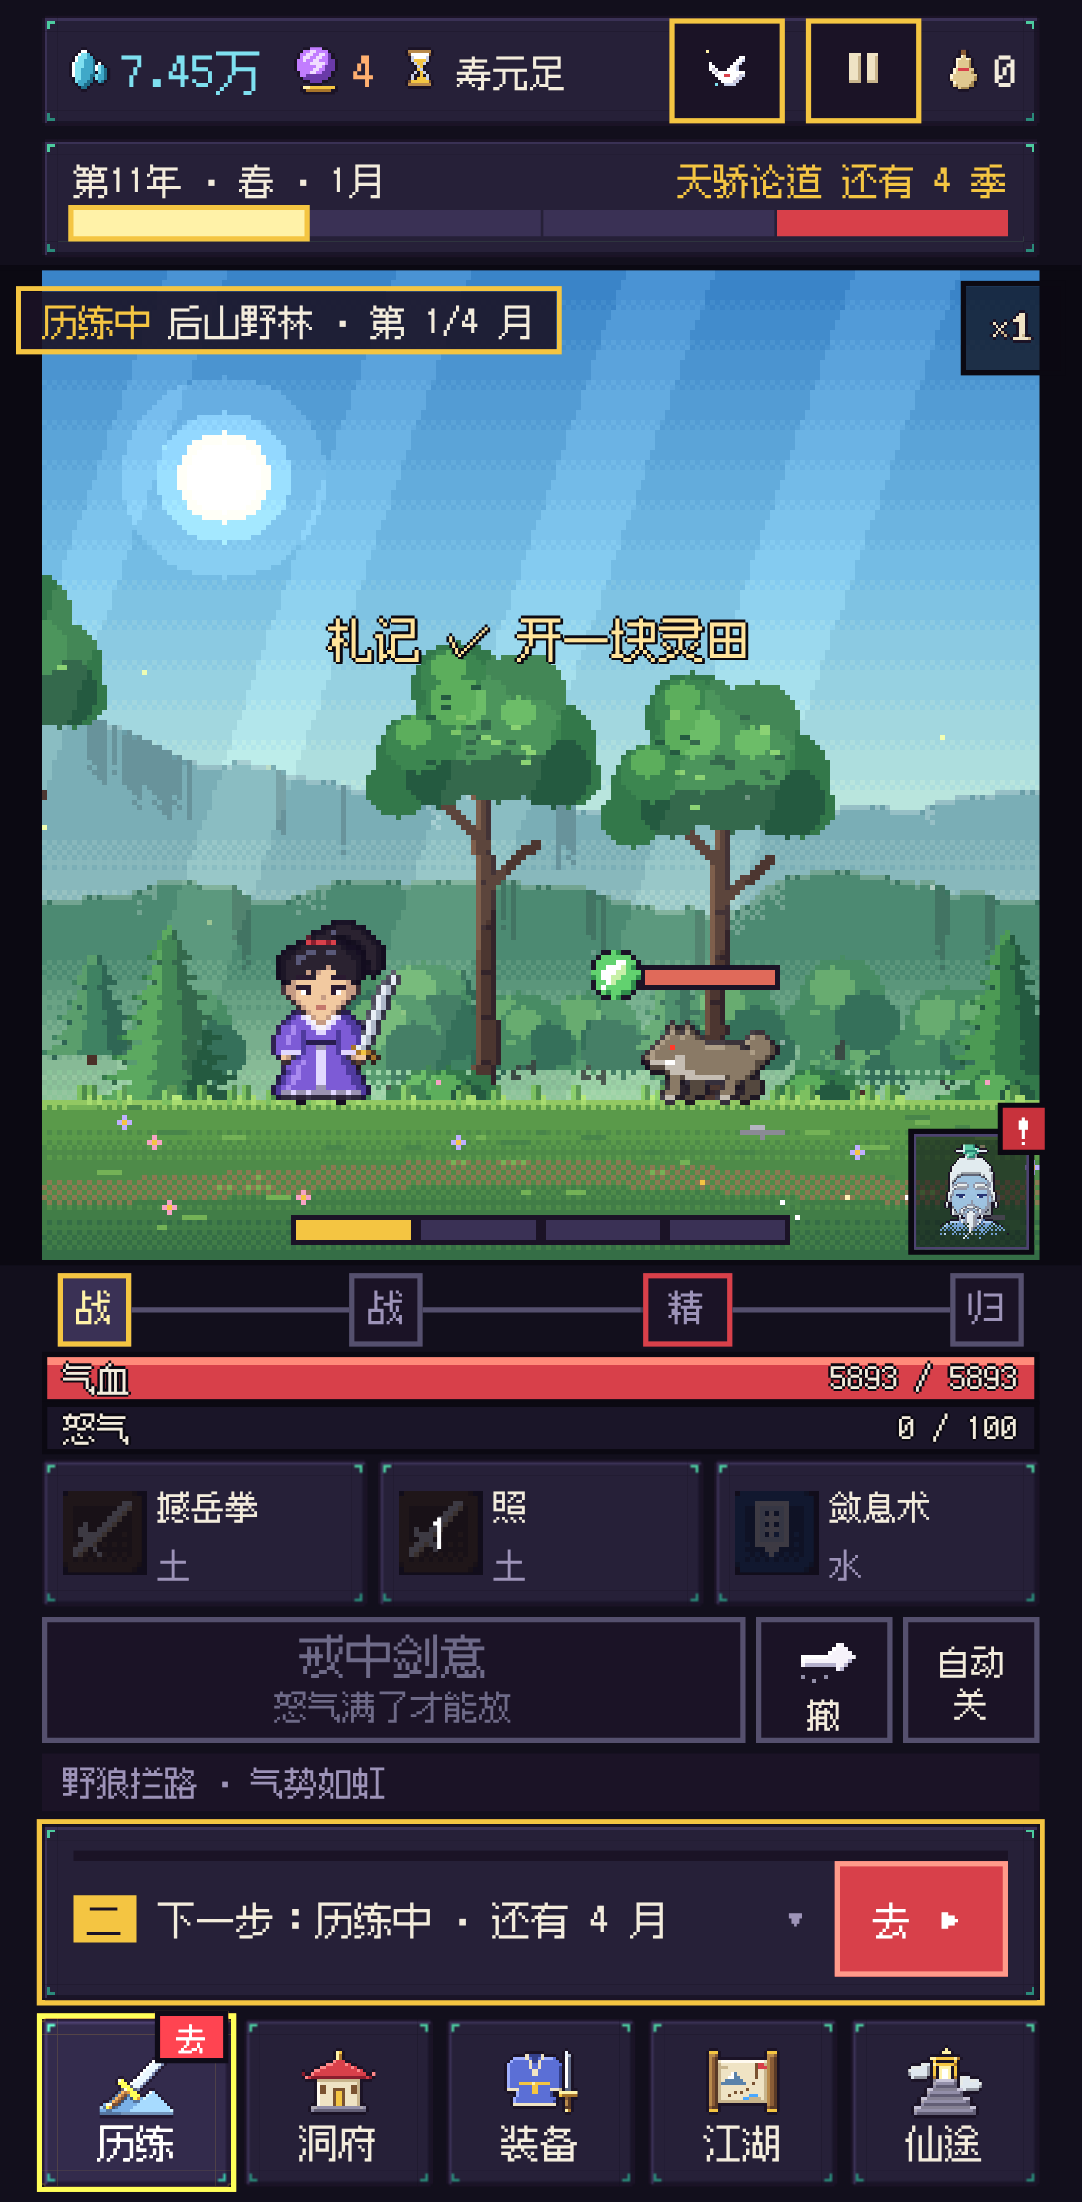 7.45万 4 寿元足 0
第11年 · 春 · 1月 天骄论道 还有 4 季
历练中 后山野林 · 第 1/4 月
×1
札记 ✓ 开一块灵田
!
战 战 精 归
气血 5893 / 5893
怒气 0 / 100
撼岳拳 照 敛息术
1
土 土 水
戒中剑意
怒气满了才能放
撤
自动
关
野狼拦路 · 气势如虹
二 下一步：历练中 · 还有 4 月 ▼ 去 ▶
去
历练 洞府 装备 江湖 仙途